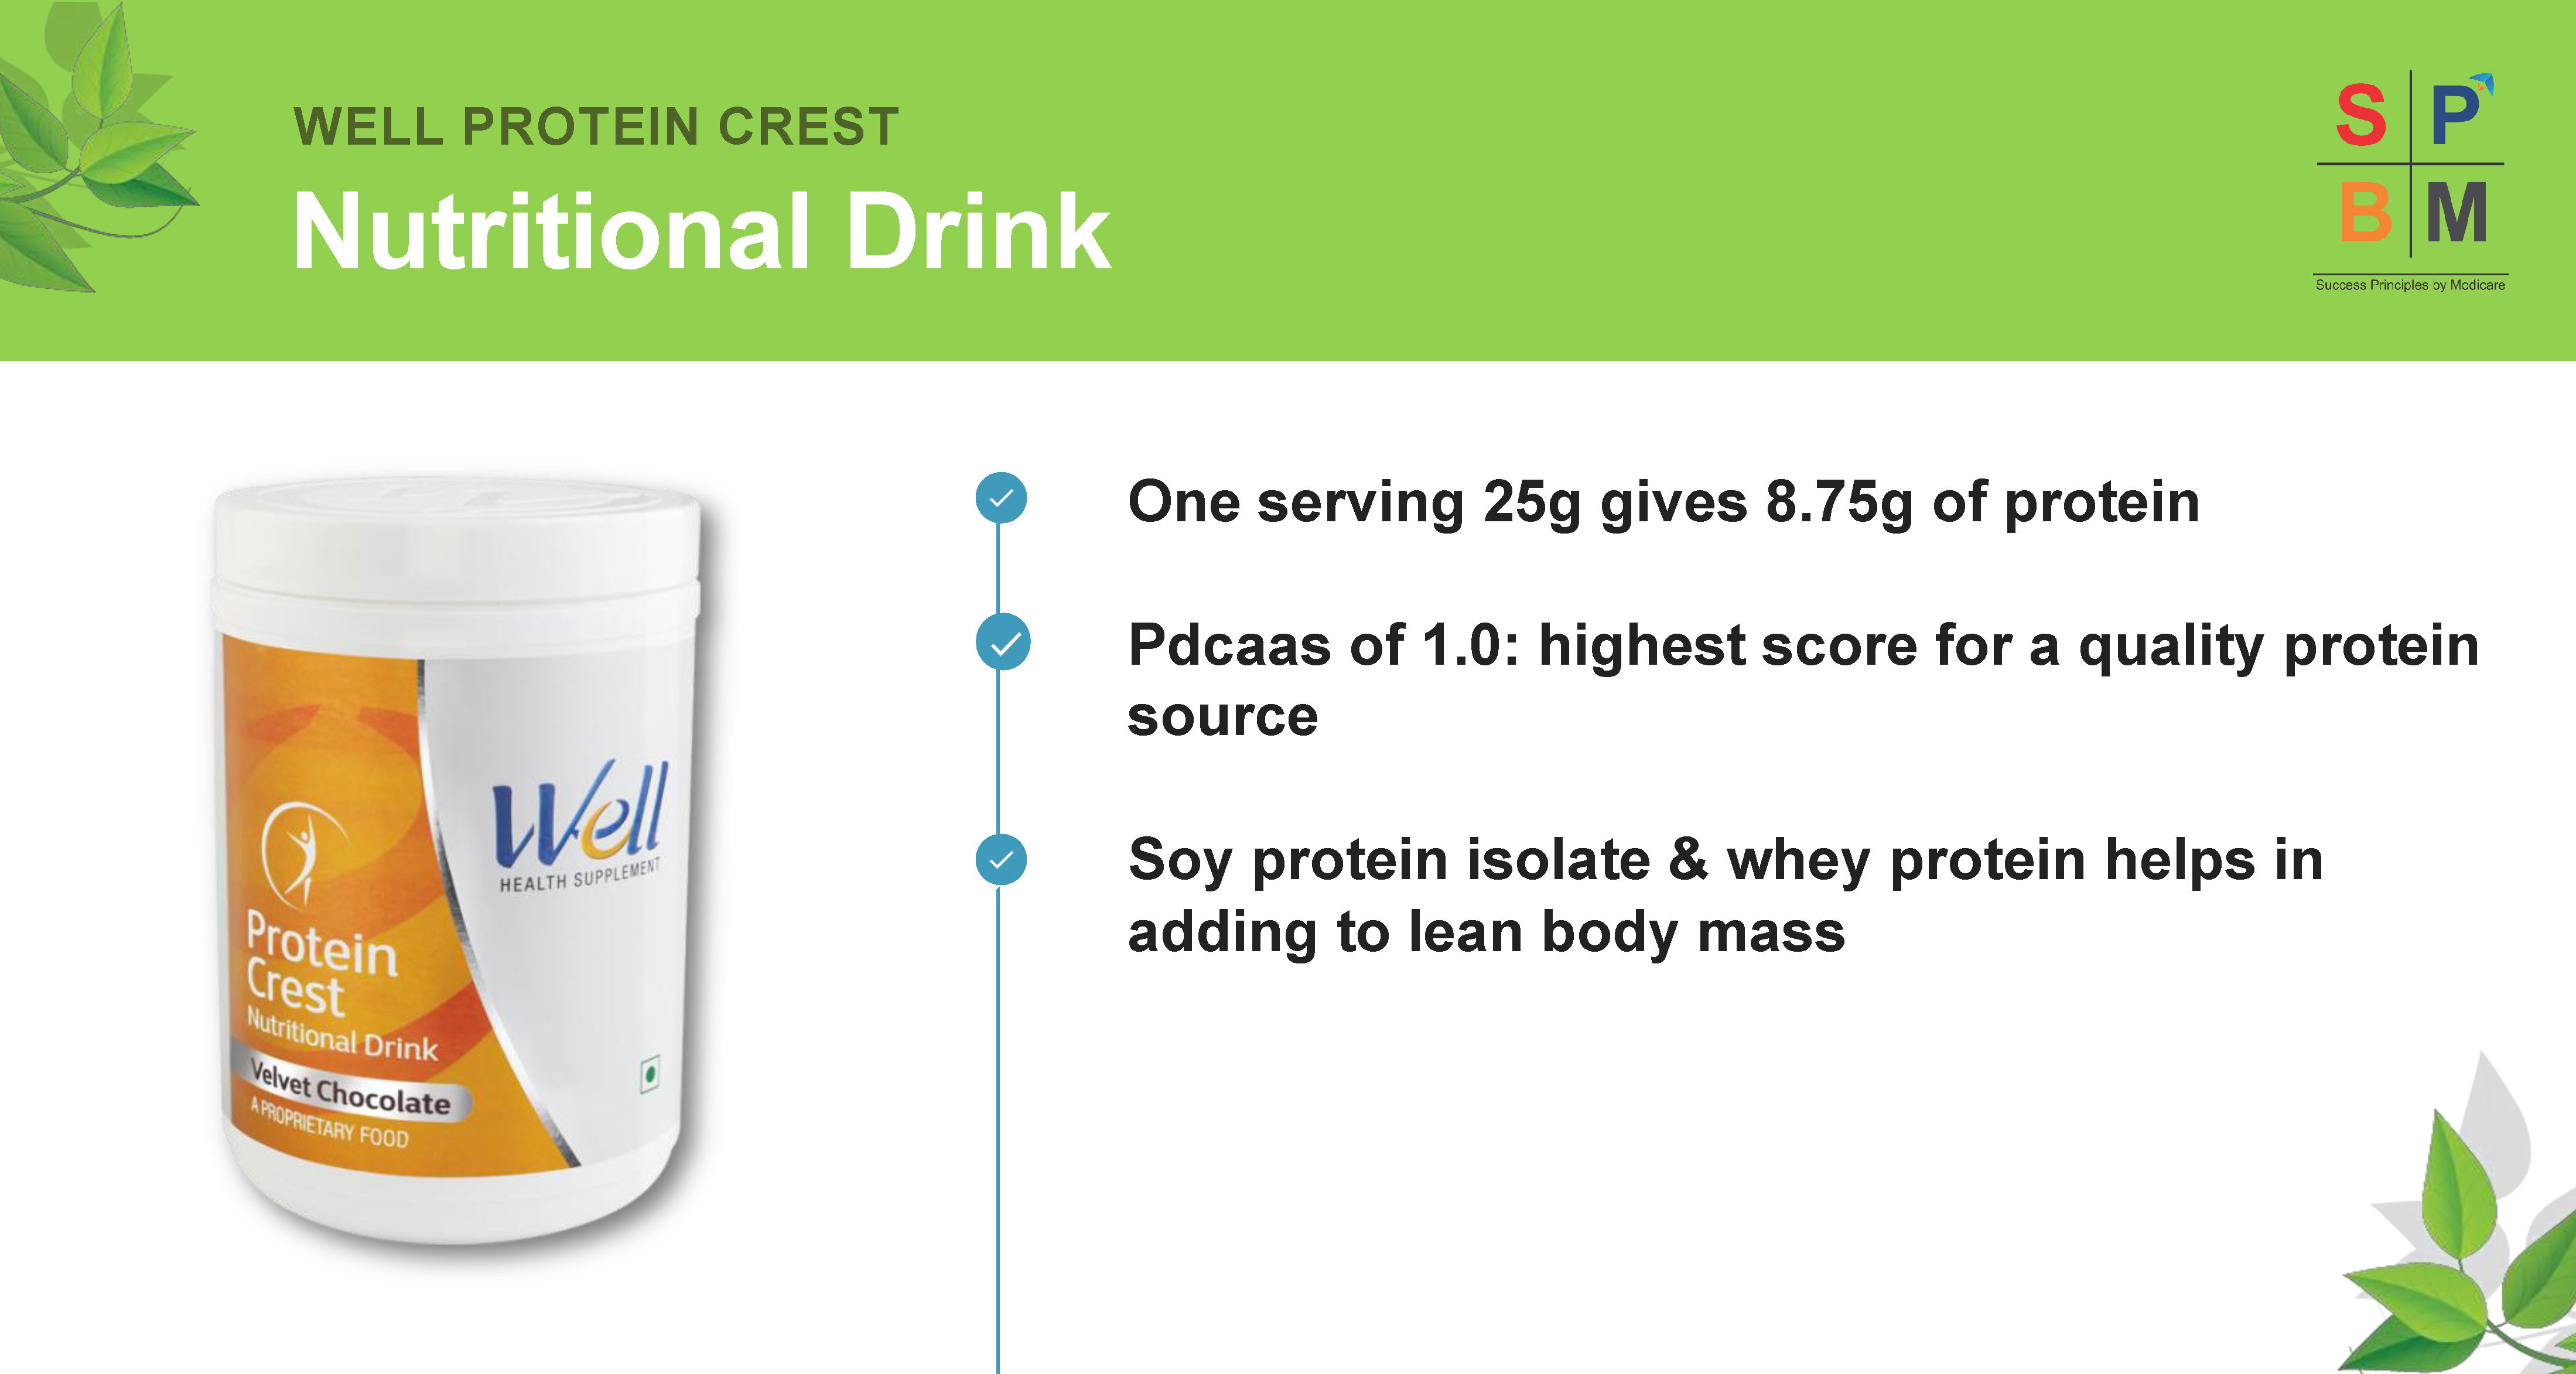 WELL PROTEIN CREST
Nutritional Drink
S P
B M
Success Principles by Modicare
One serving 25g gives 8.75g of protein
Pdcaas of 1.0: highest score for a quality protein
source
Soy protein isolate & whey protein helps in
adding to lean body mass
Well
HEALTH SUPPLEMENT
Protein
Crest
Nutritional Drink
Velvet Chocolate
A PROPRIETARY FOOD